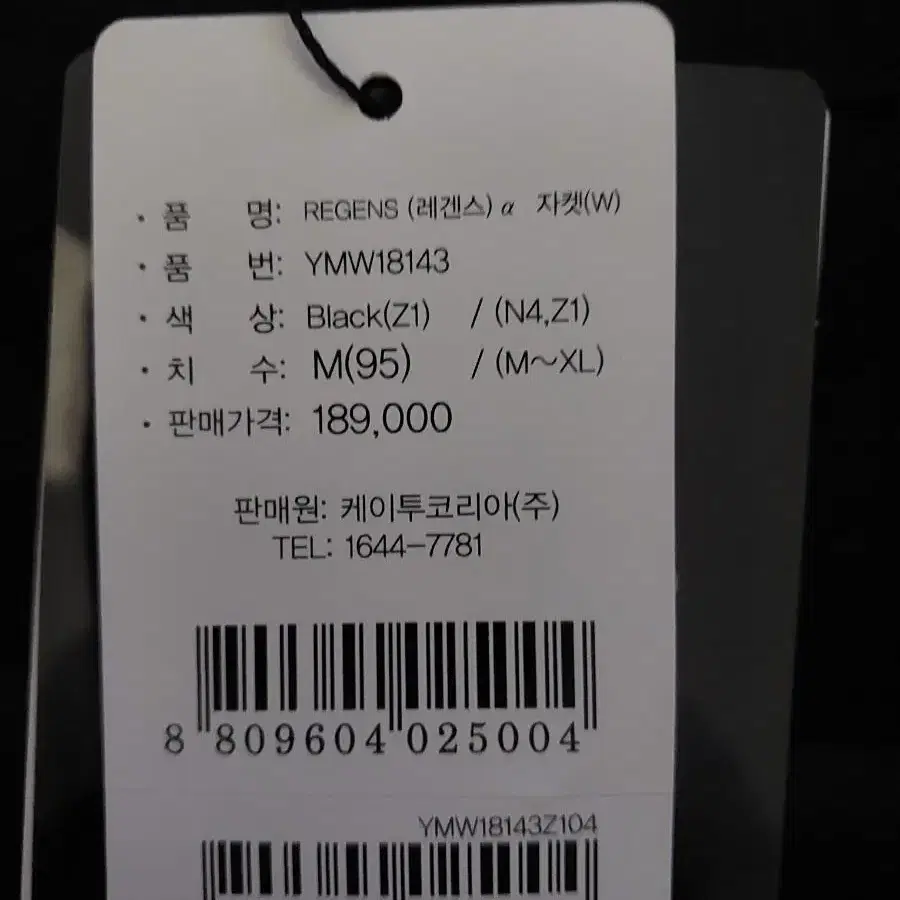 · 품 명: REGENS (레겐스) α 자켓(W)
· 품 번: YMW18143
· 색 상: Black(Z1) / (N4,Z1)
· 치 수: M(95) / (M~XL)
· 판매가격: 189,000
판매원: 케이투코리아(주)
TEL: 1644-7781
8 809604 025004
YMW18143Z104